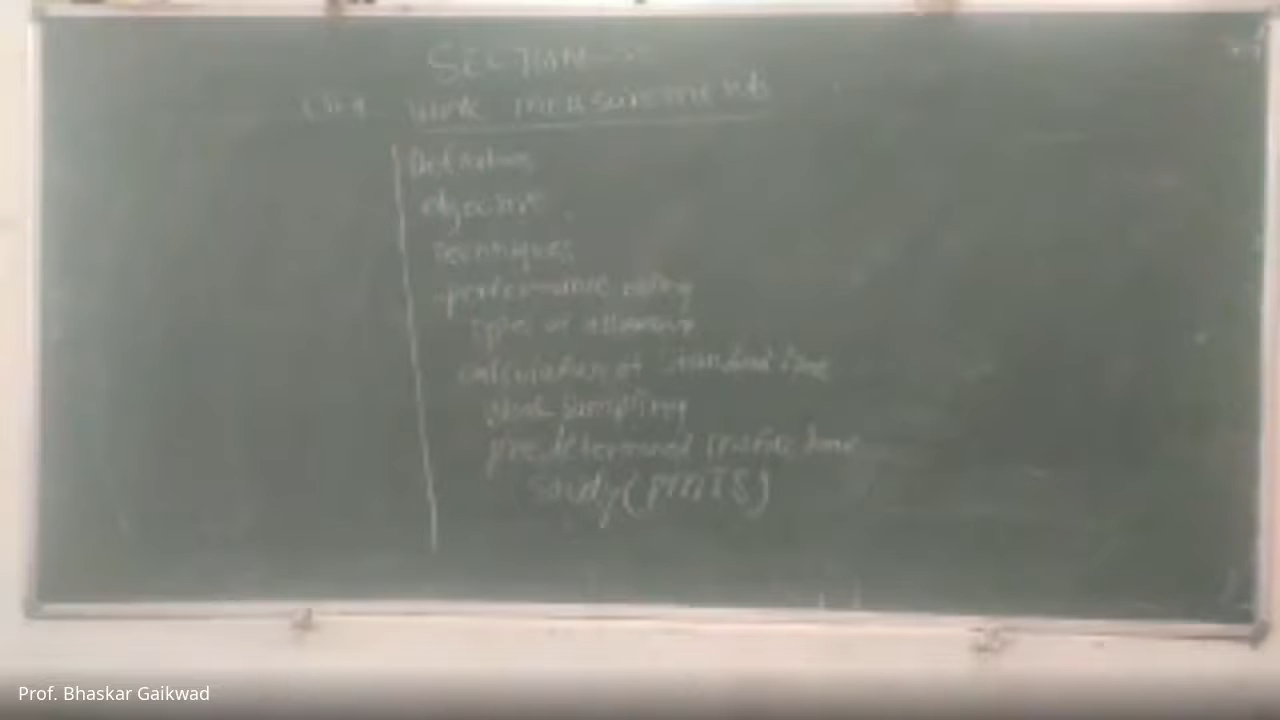 SECTION
work measurements
Definition
objective
Techniques
performance rating
types of allowance
calculation of Standard time
work sampling
predetermined motion time
Study (PMTS)
Prof. Bhaskar Gaikwad